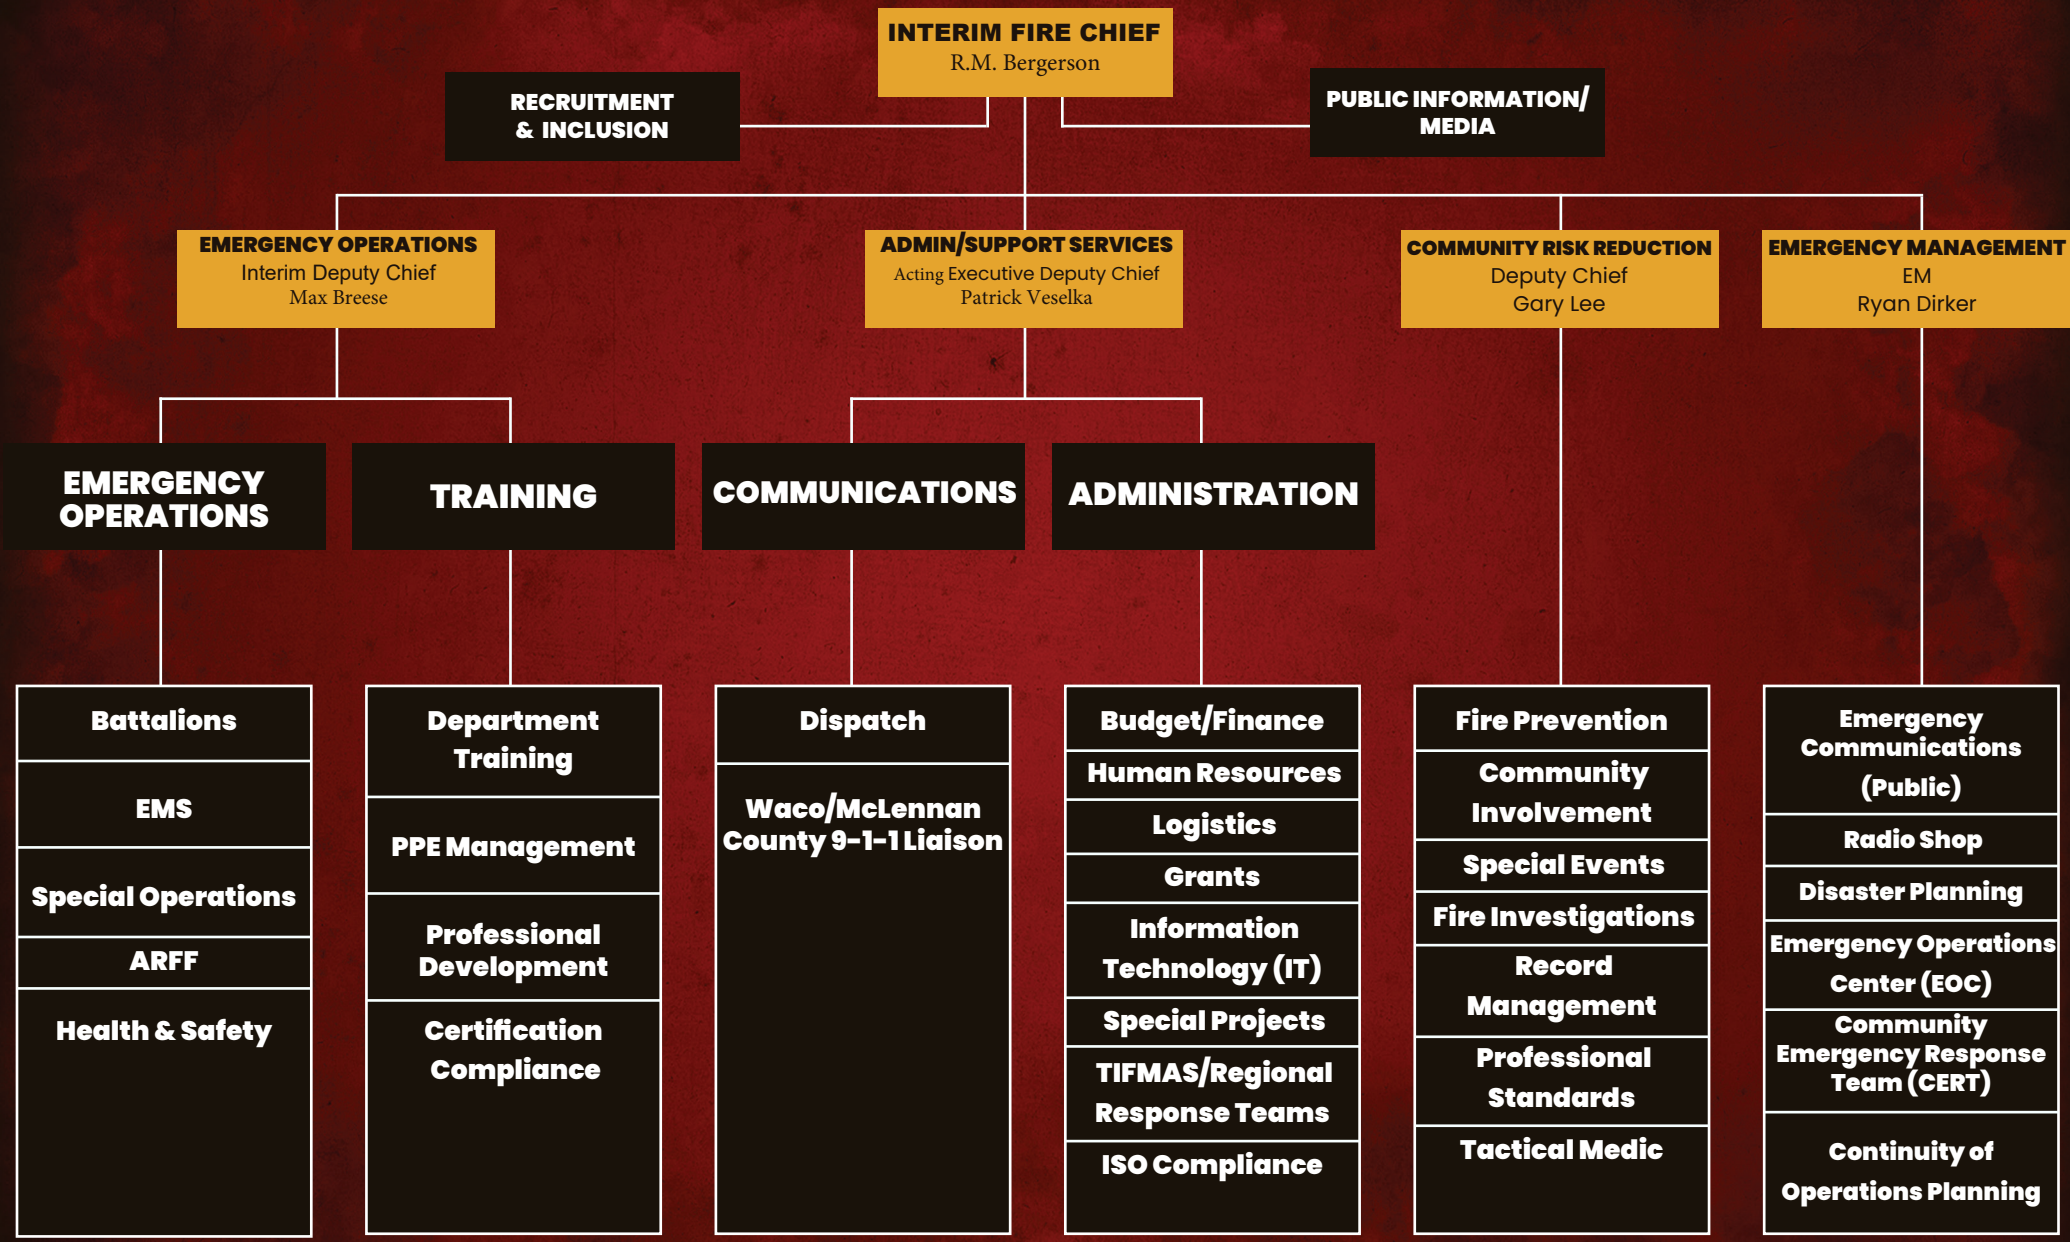 INTERIM FIRE CHIEF
R.M. Bergerson
RECRUITMENT
& INCLUSION
PUBLIC INFORMATION/
MEDIA
EMERGENCY OPERATIONS
Interim Deputy Chief
Max Breese
ADMIN/SUPPORT SERVICES
Acting Executive Deputy Chief
Patrick Veselka
COMMUNITY RISK REDUCTION
Deputy Chief
Gary Lee
EMERGENCY MANAGEMENT
EM
Ryan Dirker
EMERGENCY
OPERATIONS
TRAINING
COMMUNICATIONS
ADMINISTRATION
Battalions
EMS
Special Operations
ARFF
Health & Safety
Department
Training
PPE Management
Professional
Development
Certification
Compliance
Dispatch
Waco/McLennan
County 9-1-1 Liaison
Budget/Finance
Human Resources
Logistics
Grants
Information
Technology (IT)
Special Projects
TIFMAS/Regional
Response Teams
ISO Compliance
Fire Prevention
Community
Involvement
Special Events
Fire Investigations
Record
Management
Professional
Standards
Tactical Medic
Emergency
Communications
(Public)
Radio Shop
Disaster Planning
Emergency Operations
Center (EOC)
Community
Emergency Response
Team (CERT)
Continuity of
Operations Planning